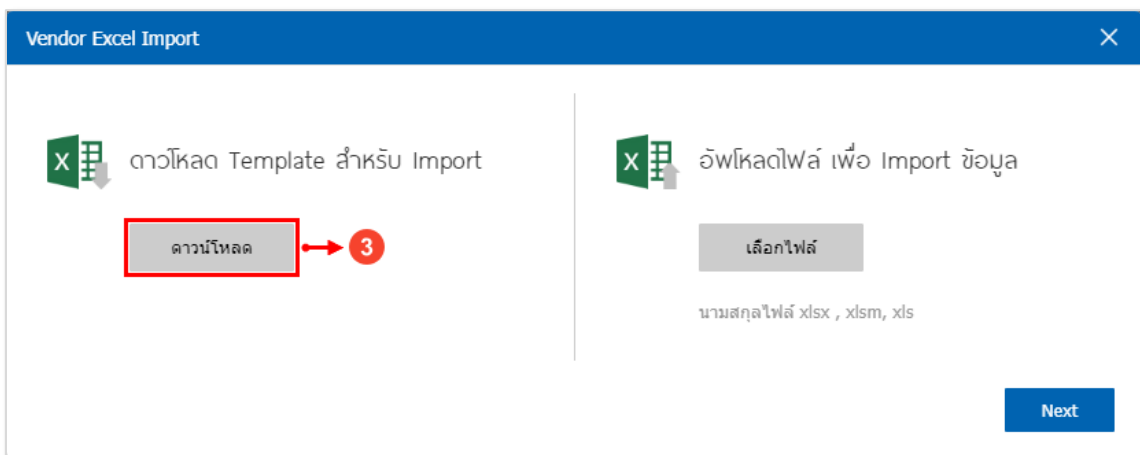 Vendor Excel Import
ดาวน์โหลด Template สำหรับ Import
ดาวน์โหลด
3
อัพโหลดไฟล์ เพื่อ Import ข้อมูล
เลือกไฟล์
นามสกุลไฟล์ xlsx , xlsm, xls
Next